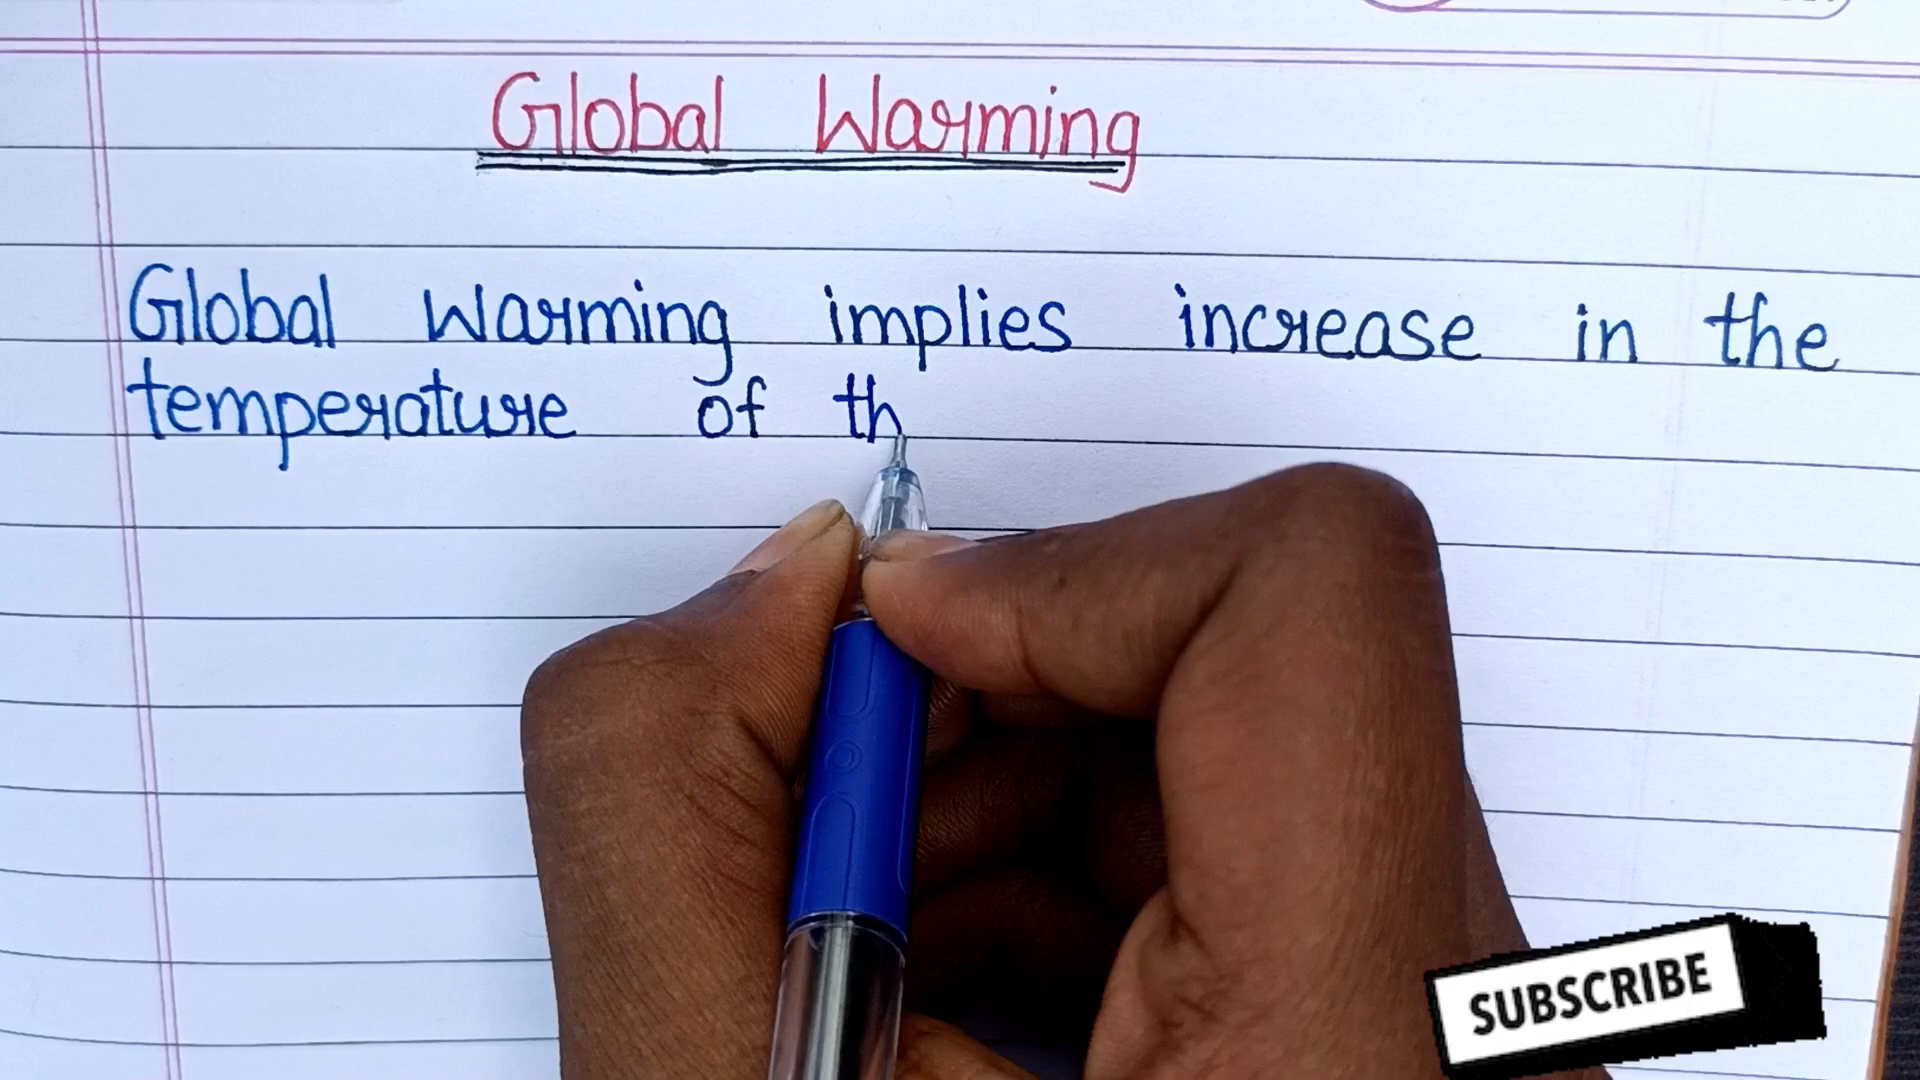 Global Warming
Global Warming implies increase in the
temperature of th
SUBSCRIBE